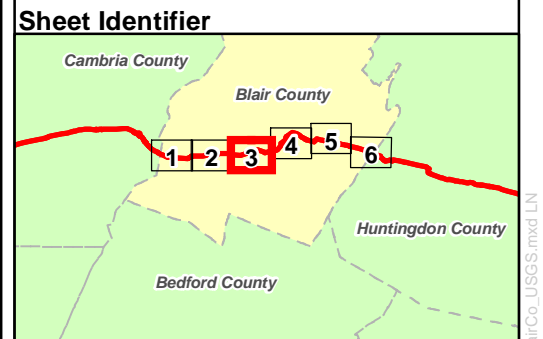 Sheet Identifier
Cambria County
Blair County
1
2
3
4
5
6
Huntingdon County
Bedford County
irCo_USGS.mxd LN